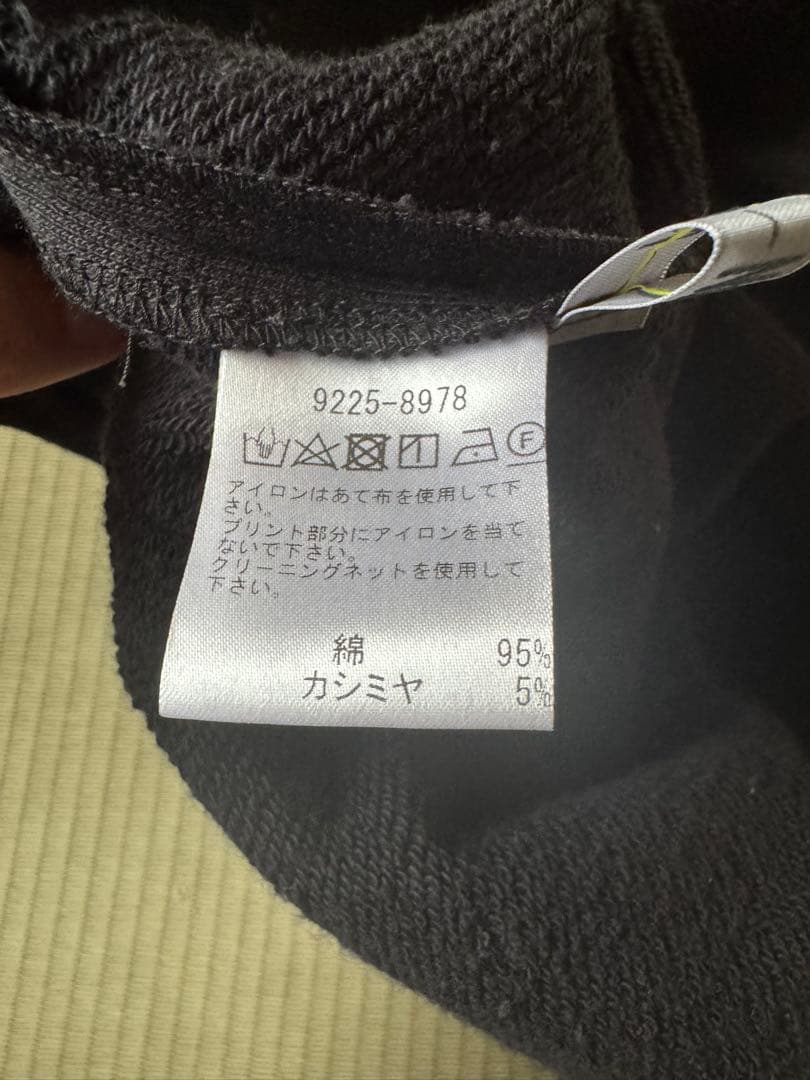 9225-8978
F
アイロンはあて布を使用して下
さい。
プリント部分にアイロンを当て
ないで下さい。
クリーニングネットを使用して
下さい。
綿 95%
カシミヤ 5%